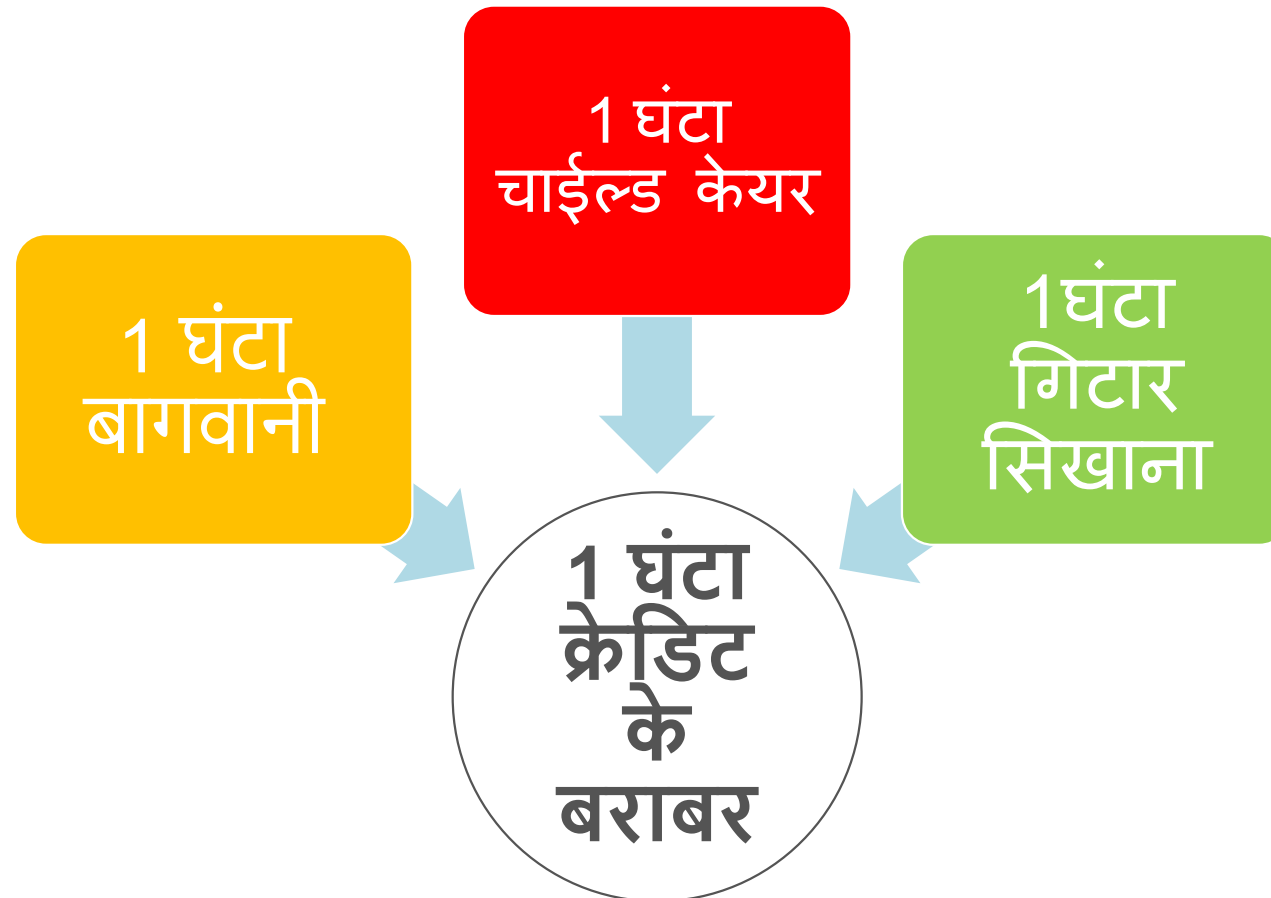 1 घंटा
चाईल्ड केयर
1 घंटा
बागवानी
1घंटा
गिटार
सिखाना
1 घंटा
क्रेडिट
के
बराबर